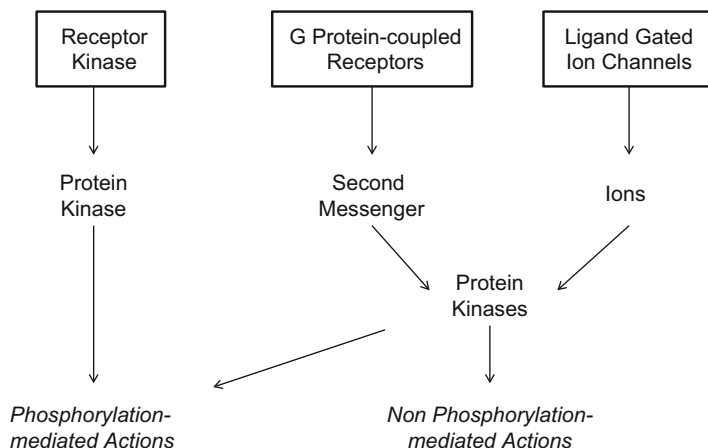 Receptor
Kinase
G Protein-coupled
Receptors
Ligand Gated
Ion Channels
Protein
Kinase
Second
Messenger
Ions
Protein
Kinases
Phosphorylation-
mediated Actions
Non Phosphorylation-
mediated Actions